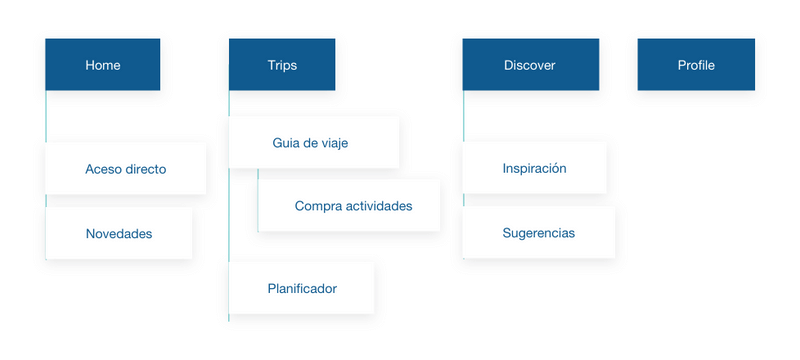 Home
Aceso directo
Novedades
Trips
Guia de viaje
Compra actividades
Planificador
Discover
Inspiración
Sugerencias
Profile